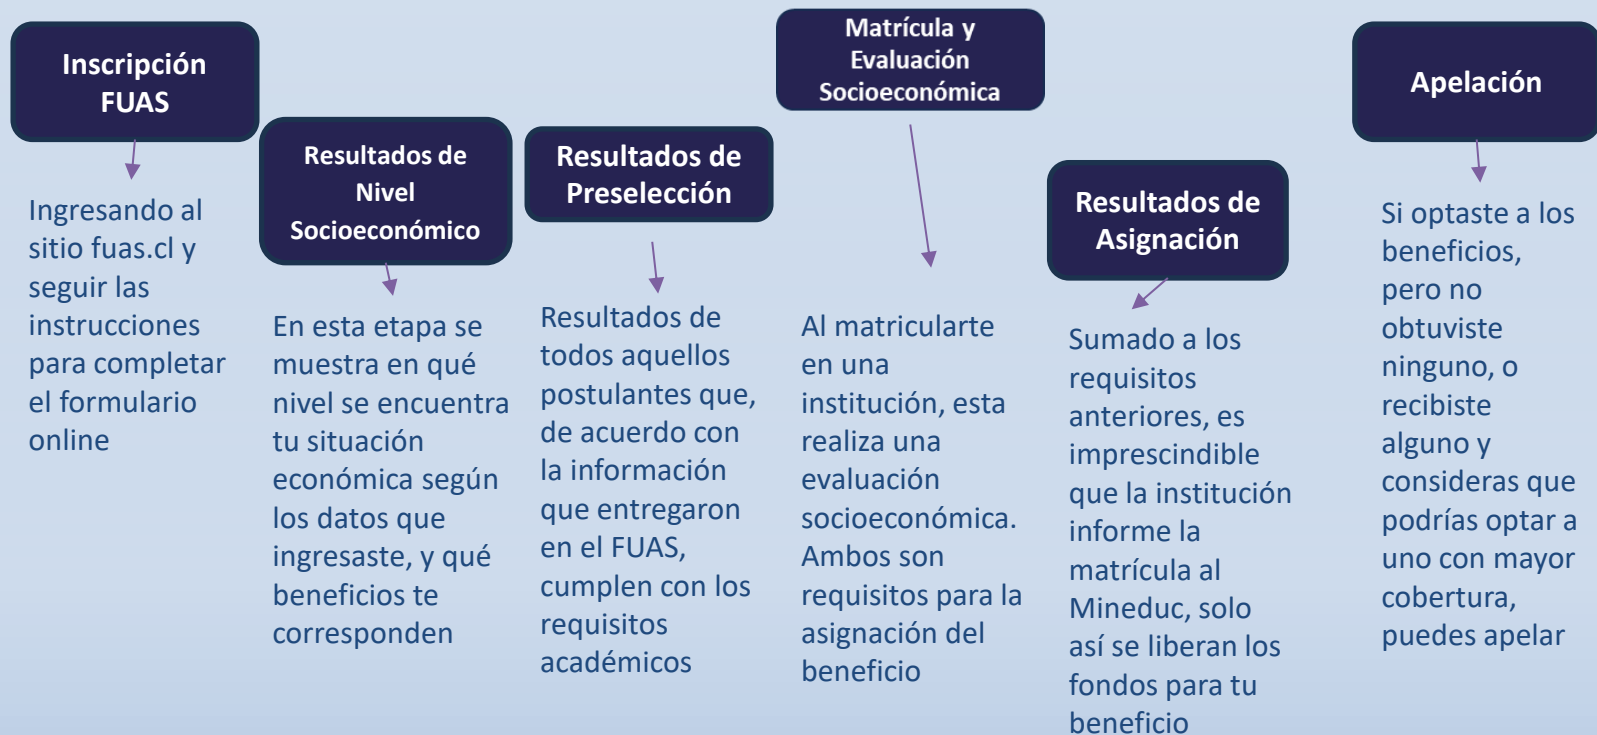 Inscripción
FUAS
Ingresando al
sitio fuas.cl y
seguir las
instrucciones
para completar
el formulario
online
Resultados de
Nivel
Socioeconómico
En esta etapa se
muestra en qué
nivel se encuentra
tu situación
económica según
los datos que
ingresaste, y qué
beneficios te
corresponden
Resultados de
Preselección
Resultados de
todos aquellos
postulantes que,
de acuerdo con
la información
que entregaron
en el FUAS,
cumplen con los
requisitos
académicos
Matrícula y
Evaluación
Socioeconómica
Al matricularte
en una
institución, esta
realiza una
evaluación
socioeconómica.
Ambos son
requisitos para la
asignación del
beneficio
Resultados de
Asignación
Sumado a los
requisitos
anteriores, es
imprescindible
que la institución
informe la
matrícula al
Mineduc, solo
así se liberan los
fondos para tu
beneficio
Apelación
Si optaste a los
beneficios,
pero no
obtuviste
ninguno, o
recibiste
alguno y
consideras que
podrías optar a
uno con mayor
cobertura,
puedes apelar